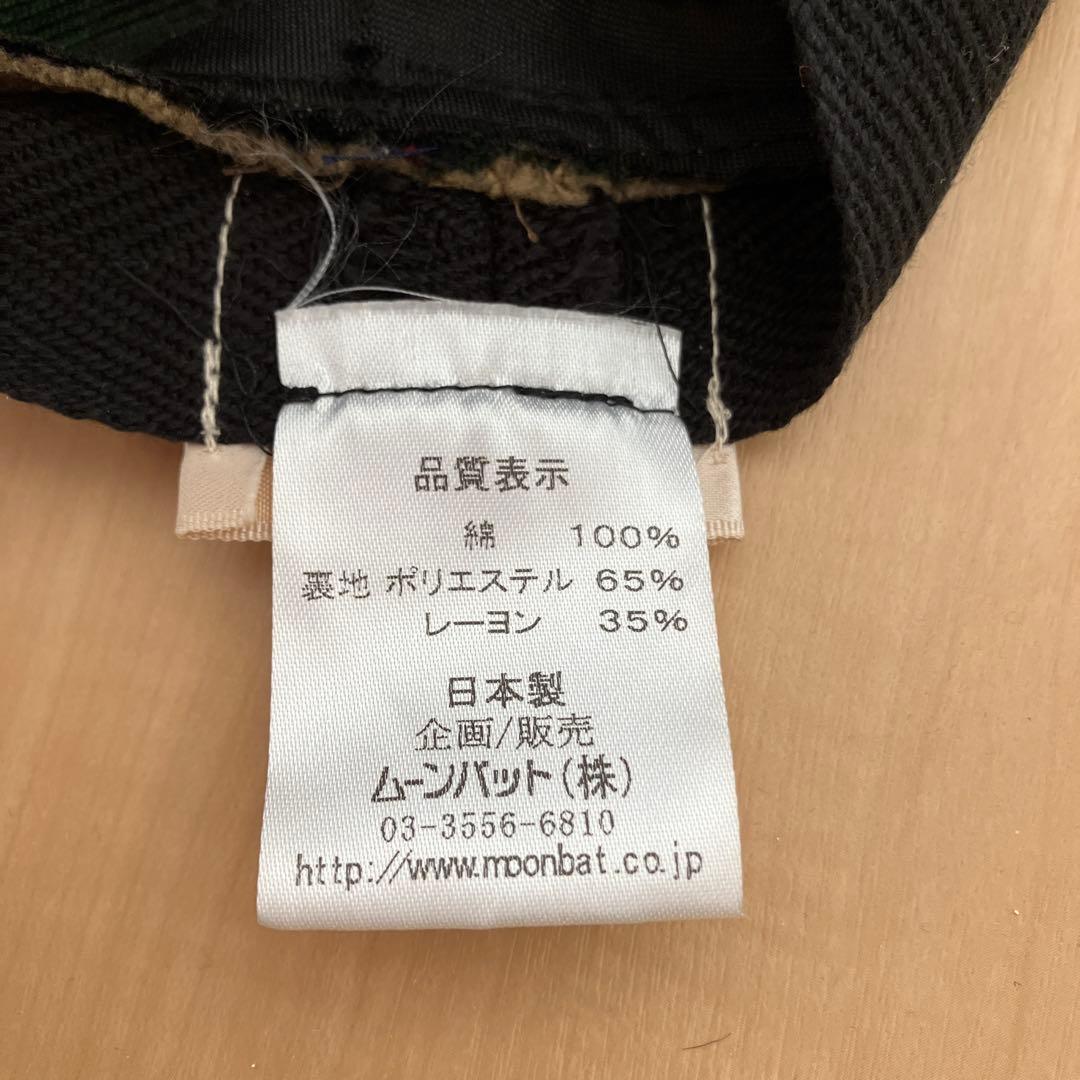 品質表示
綿 100%
裏地 ポリエステル 65%
レーヨン 35%
日本製
企画/販売
ムーンバット(株)
03-3556-6810
http://www.moonbat.co.jp